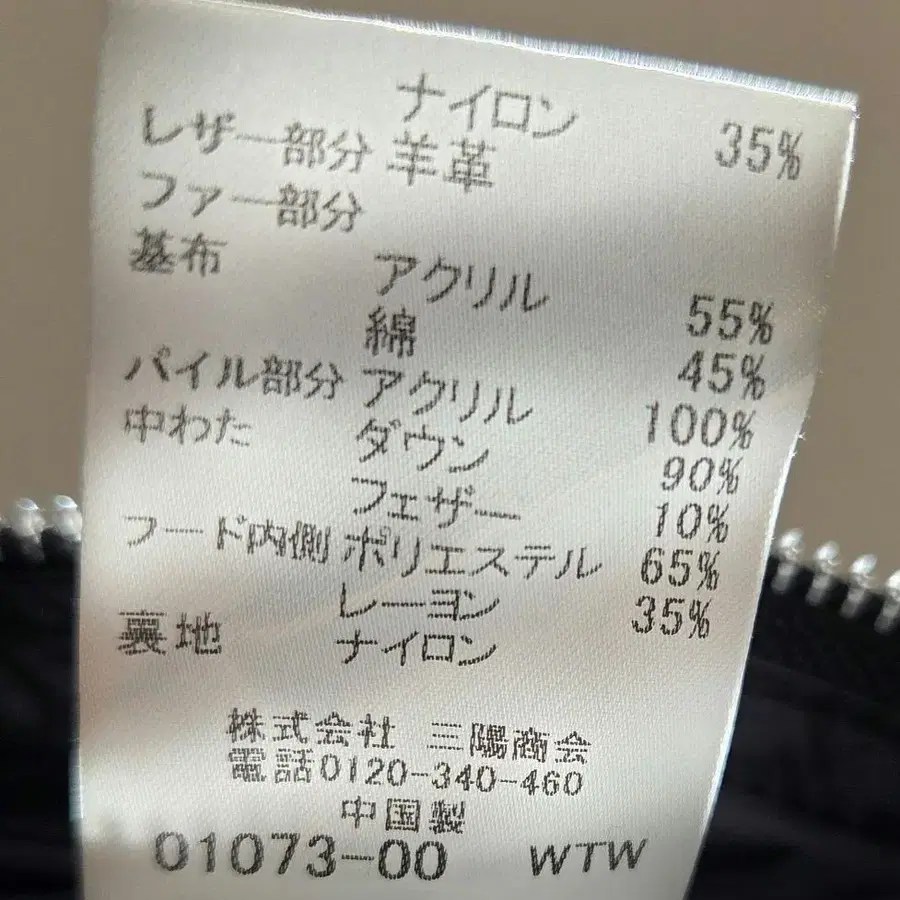 ナイロン 35%
レザー部分 羊革
ファー部分
基布 アクリル 55%
綿 45%
パイル部分 アクリル 100%
中わた ダウン 90%
フェザー 10%
フード内側 ポリエステル 65%
レーヨン 35%
裏地 ナイロン
株式会社 三陽商会
電話0120-340-460
中国製
01073-00 WTW